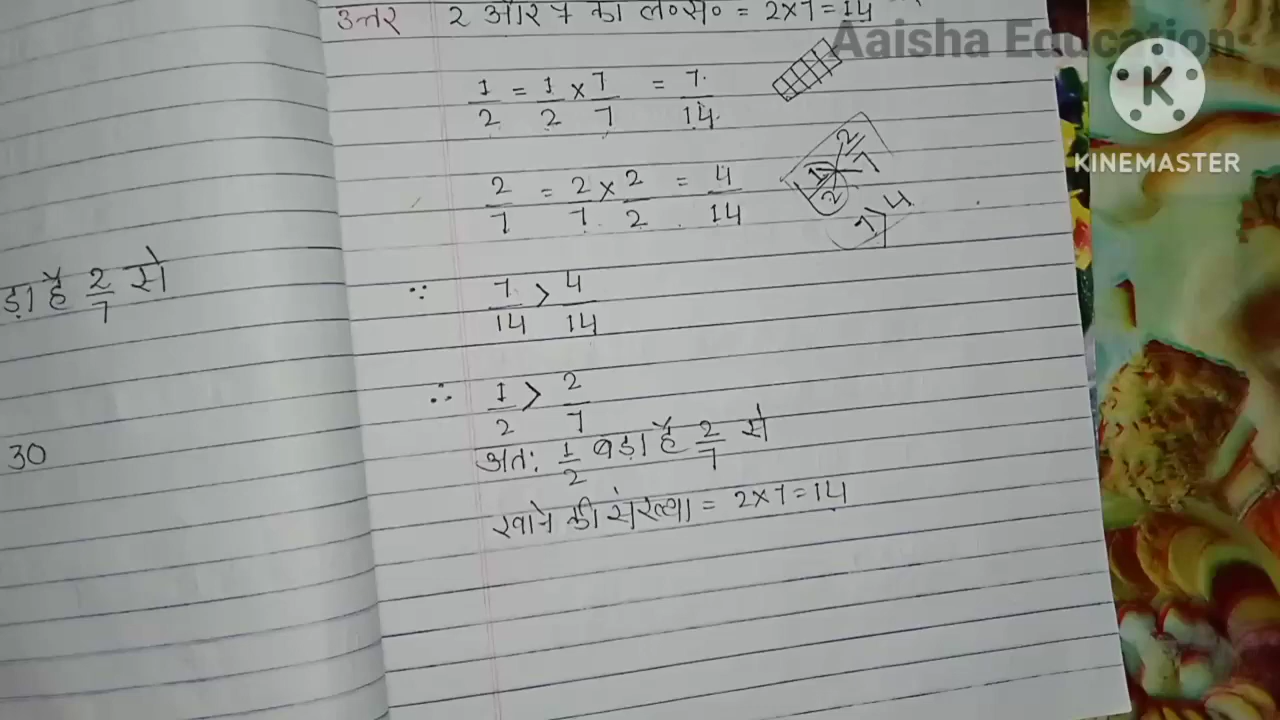 उत्तर 2 और 7 का ल०स० = 2×7=14
Aaisha Education
K
KINEMASTER
1/2 = 1/2 × 7/7 = 7/14
2/7 = 2/7 × 2/2 = 4/14
ड़ा है 2/7 से
∵ 7/14 > 4/14
∴ 1/2 > 2/7
30
अत: 1/2 बड़ा है 2/7 से
खाने की संख्या = 2×7=14